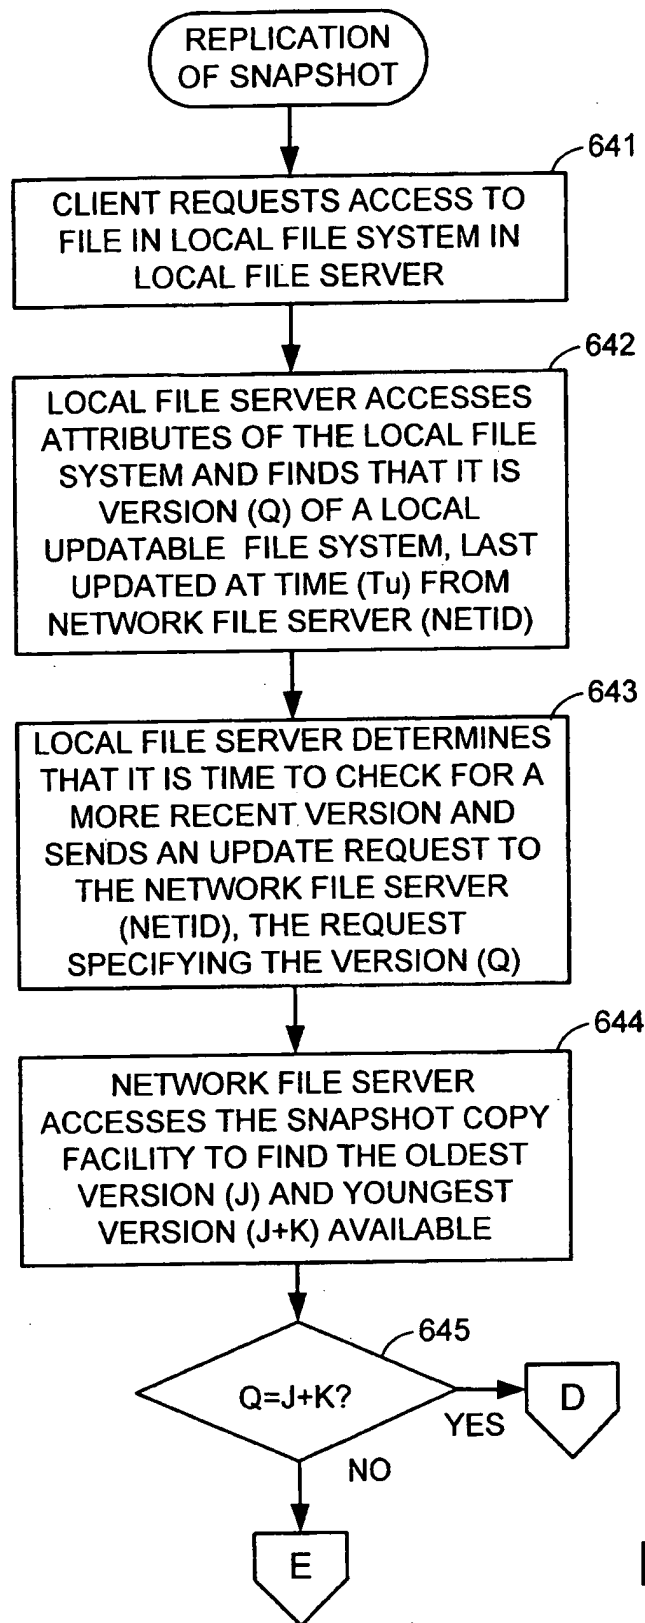 REPLICATION
OF SNAPSHOT
641
CLIENT REQUESTS ACCESS TO
FILE IN LOCAL FILE SYSTEM IN
LOCAL FILE SERVER
642
LOCAL FILE SERVER ACCESSES
ATTRIBUTES OF THE LOCAL FILE
SYSTEM AND FINDS THAT IT IS
VERSION (Q) OF A LOCAL
UPDATABLE FILE SYSTEM, LAST
UPDATED AT TIME (Tu) FROM
NETWORK FILE SERVER (NETID)
643
LOCAL FILE SERVER DETERMINES
THAT IT IS TIME TO CHECK FOR A
MORE RECENT VERSION AND
SENDS AN UPDATE REQUEST TO
THE NETWORK FILE SERVER
(NETID), THE REQUEST
SPECIFYING THE VERSION (Q)
644
NETWORK FILE SERVER
ACCESSES THE SNAPSHOT COPY
FACILITY TO FIND THE OLDEST
VERSION (J) AND YOUNGEST
VERSION (J+K) AVAILABLE
645
Q=J+K?
YES
D
NO
E